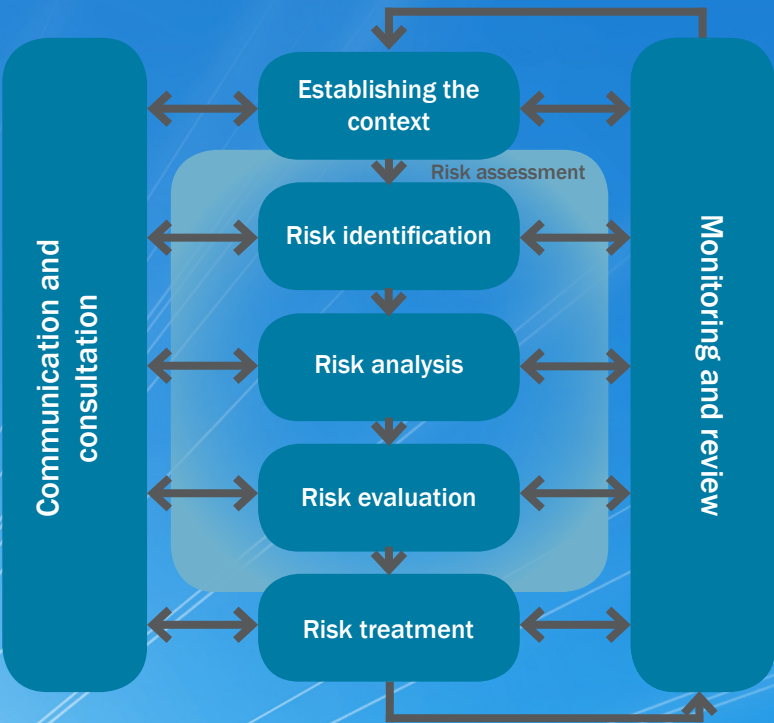 Establishing the
context
Risk assessment
Risk identification
Risk analysis
Risk evaluation
Risk treatment
Communication and
consultation
Monitoring and review